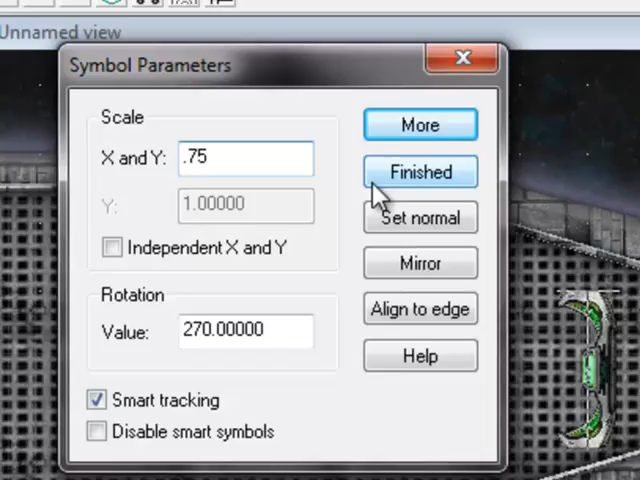 Unnamed view
Symbol Parameters
Scale
X and Y: .75
Y: 1.00000
Independent X and Y
Rotation
Value: 270.00000
Smart tracking
Disable smart symbols
More
Finished
Set normal
Mirror
Align to edge
Help